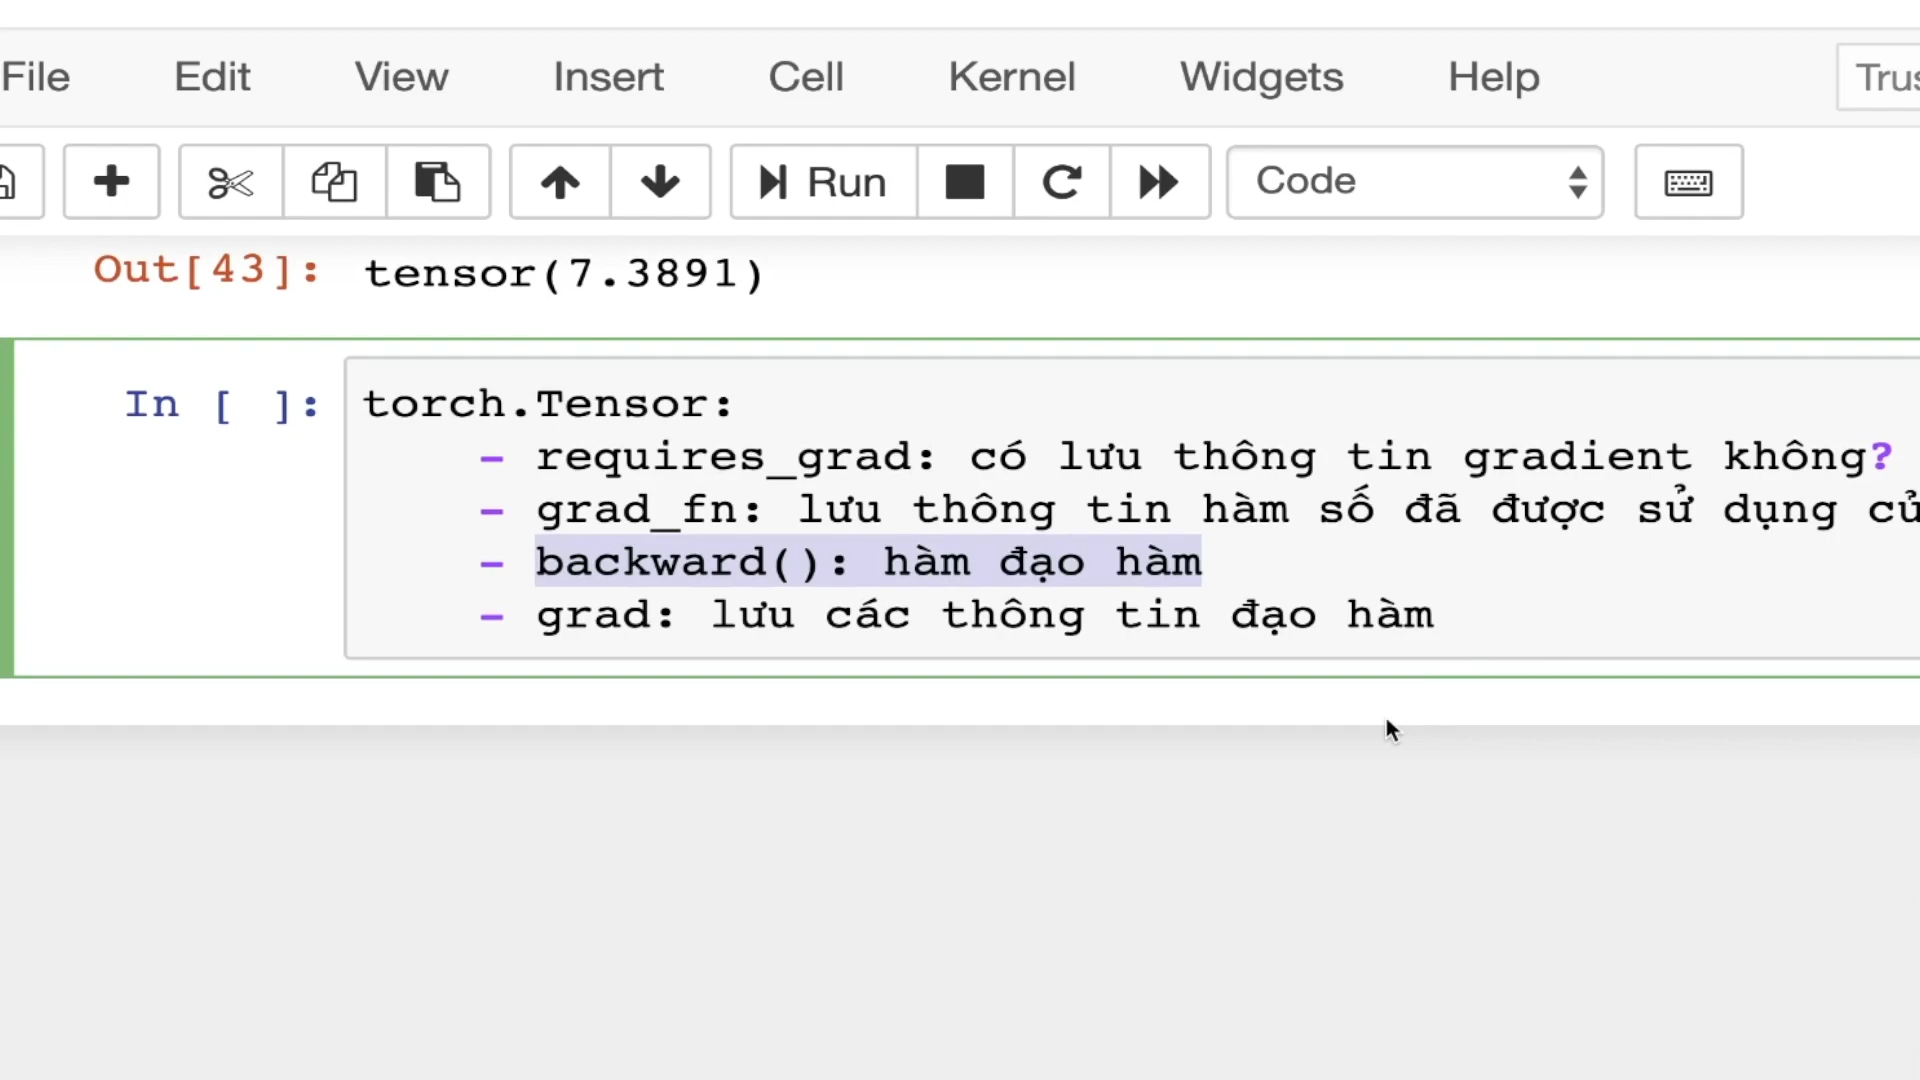 File Edit View Insert Cell Kernel Widgets Help
Run Code
Out[43]: tensor(7.3891)
In [ ]: torch.Tensor:
- requires_grad: có lưu thông tin gradient không?
- grad_fn: lưu thông tin hàm số đã được sử dụng
- backward(): hàm đạo hàm
- grad: lưu các thông tin đạo hàm